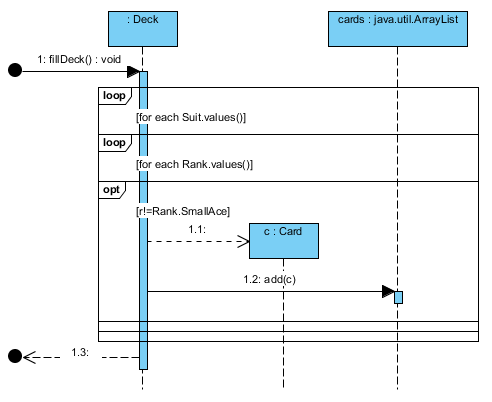 : Deck
cards : java.util.ArrayList
1: fillDeck() : void
loop
[for each Suit.values()]
loop
[for each Rank.values()]
opt
[r!=Rank.SmallAce]
1.1:
c : Card
1.2: add(c)
1.3: